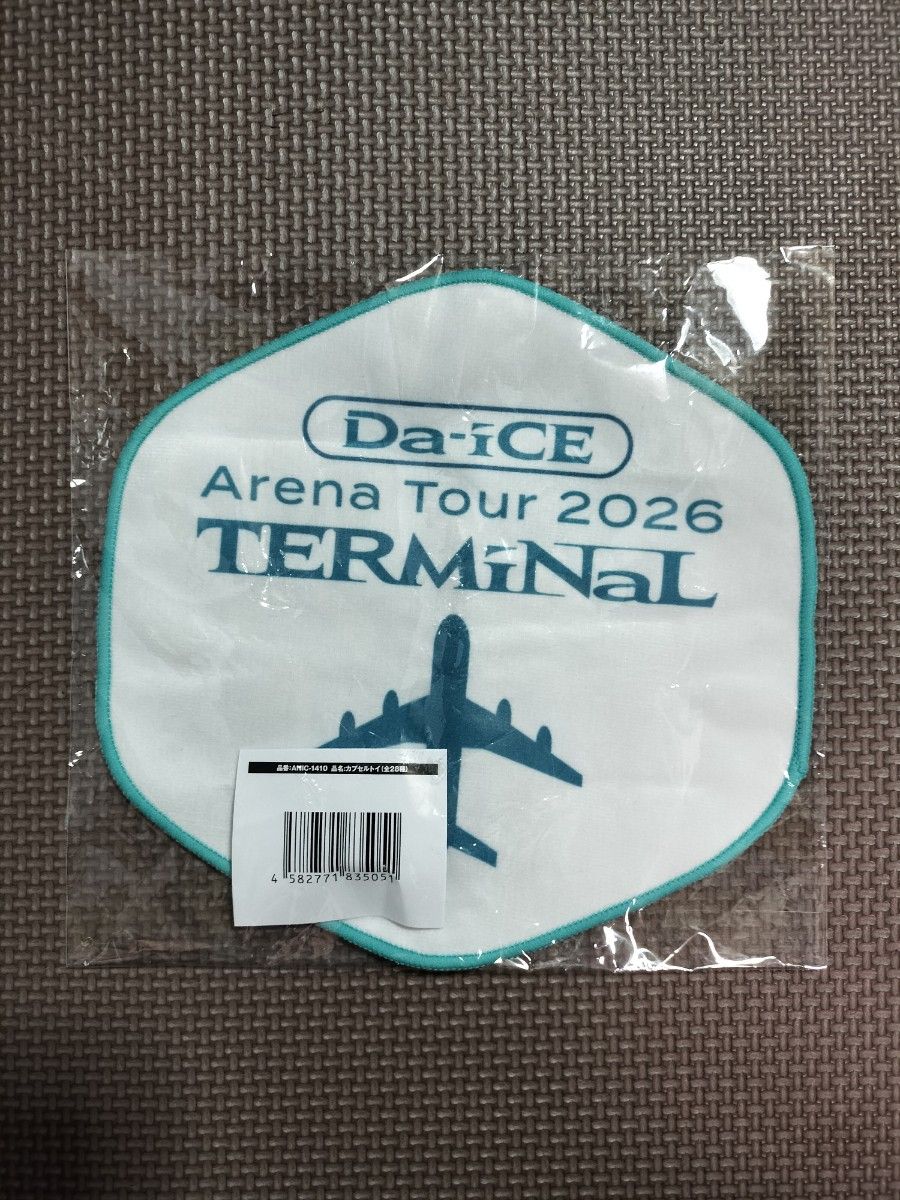 Da-iCE
Arena Tour 2026
TERMiNaL
品番:AMIC-1410 品名:カプセルトイ(全28種)
4 582771 835051